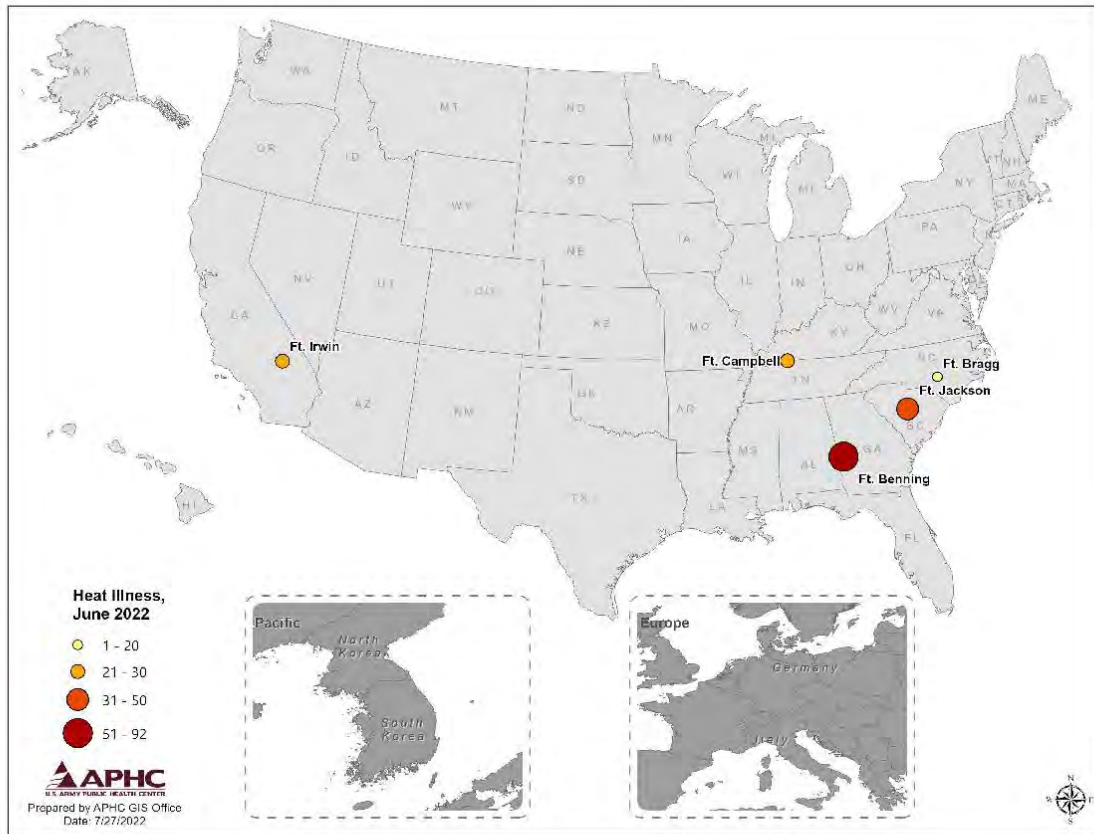 AK
WA
MT
ND
MN
ME
OR
ID
SD
WI
MI
MI
VT
NH
NY
MA
CT
WY
IA
PA
NJ
NE
NV
UT
IL
IN
OH
DE
WV
VA
CA
KS
MO
KY
Ft. Irwin
Ft. Campbell
TN
NC
Ft. Bragg
Ft. Jackson
AZ
NM
OK
AR
SC
MS
AL
GA
Ft. Benning
TX
LA
HI
FL
Heat Illness,
June 2022
1 - 20
21 - 30
31 - 50
51 - 92
APHC
U.S. ARMY PUBLIC HEALTH CENTER
Prepared by APHC GIS Office
Date: 7/27/2022
Pacific
North
Korea
South
Korea
Europe
Germany
Italy
N
S